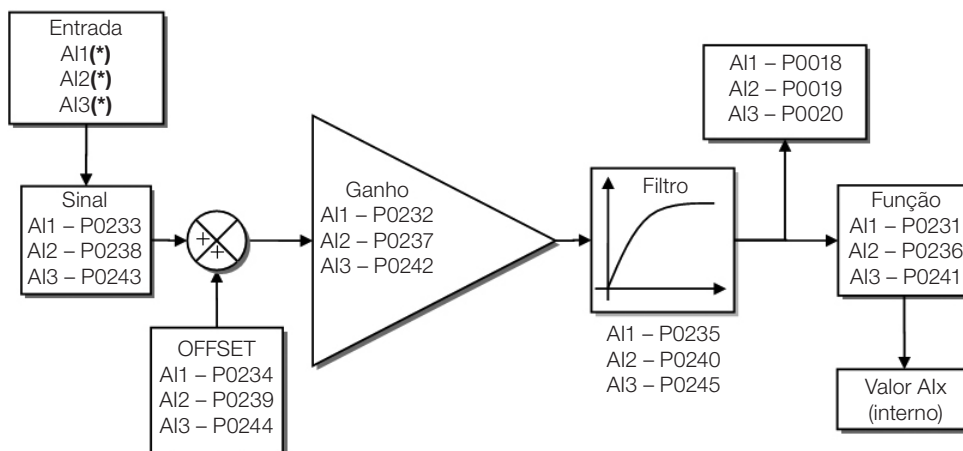 Entrada
AI1(*)
AI2(*)
AI3(*)
Sinal
AI1 – P0233
AI2 – P0238
AI3 – P0243
+
+
OFFSET
AI1 – P0234
AI2 – P0239
AI3 – P0244
Ganho
AI1 – P0232
AI2 – P0237
AI3 – P0242
Filtro
AI1 – P0235
AI2 – P0240
AI3 – P0245
AI1 – P0018
AI2 – P0019
AI3 – P0020
Função
AI1 – P0231
AI2 – P0236
AI3 – P0241
Valor AIx
(interno)